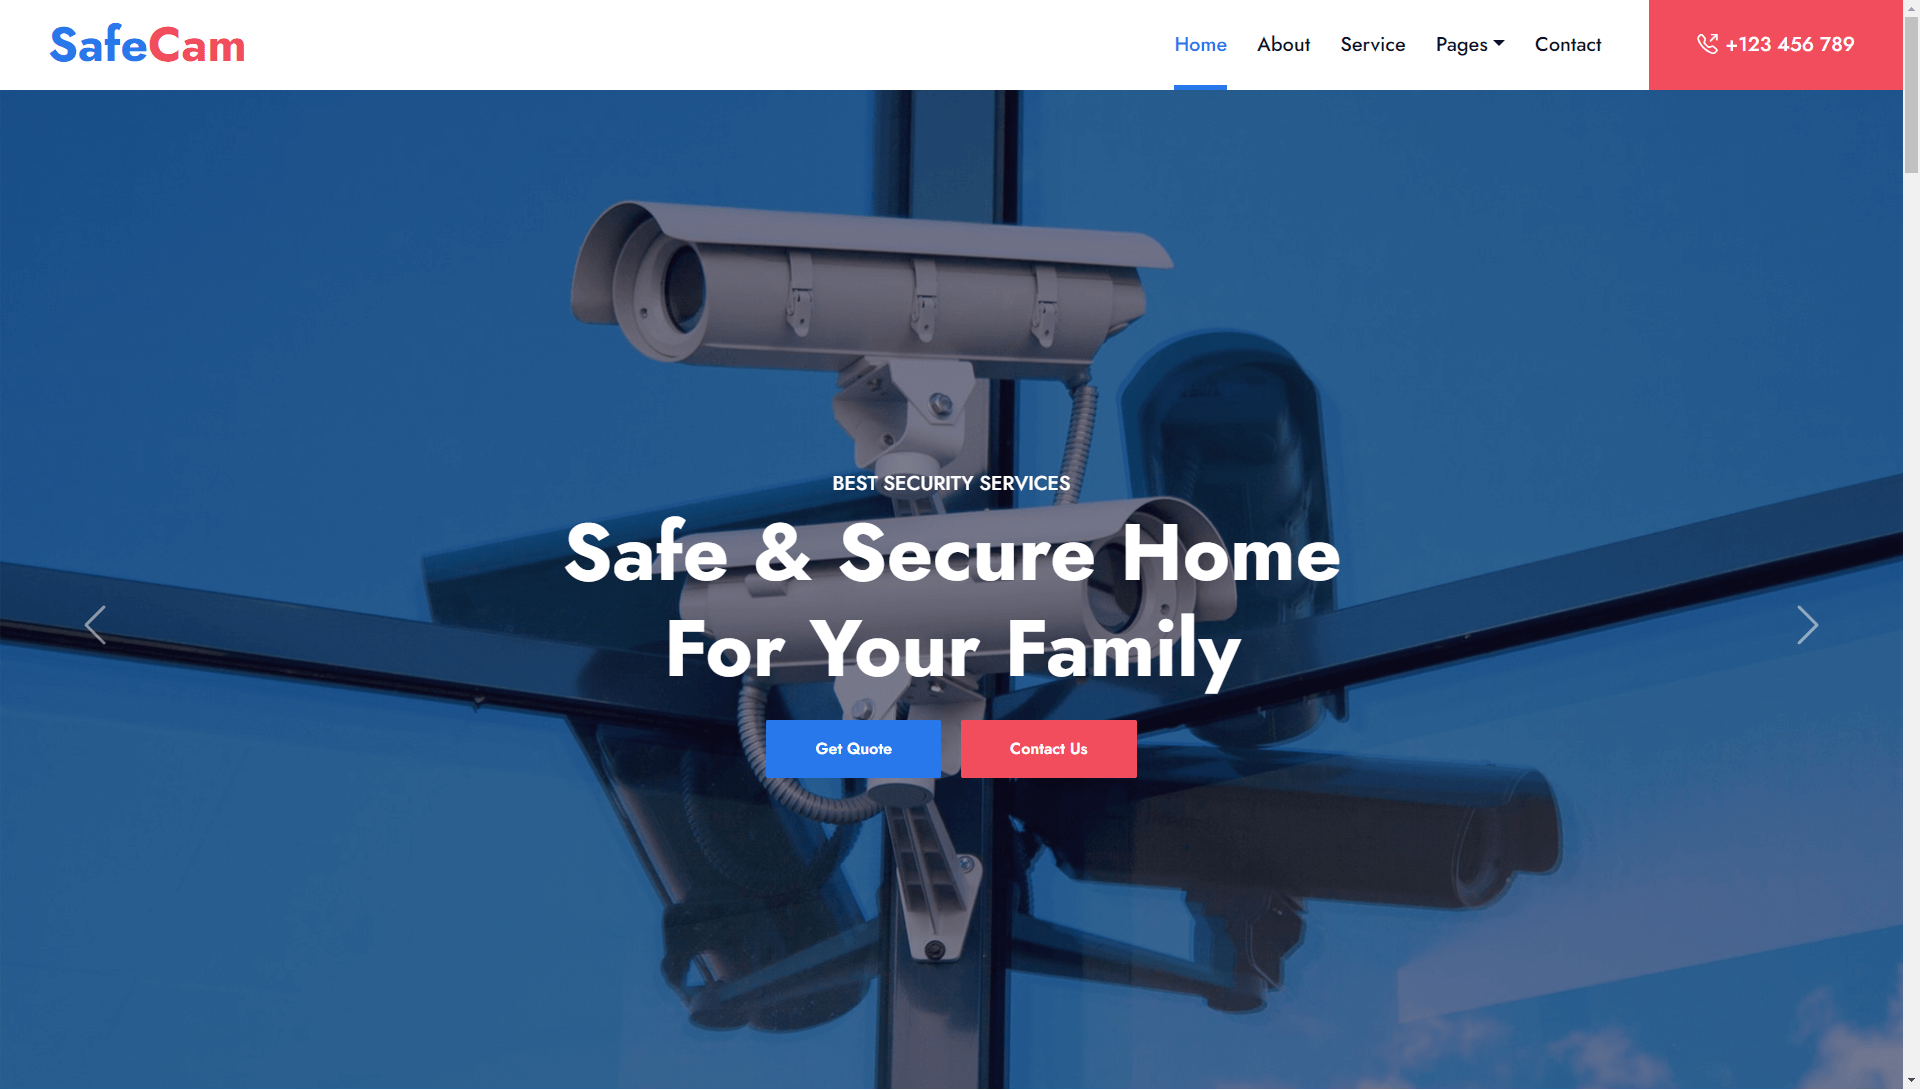 SafeCam
Home About Service Pages Contact
+123 456 789
BEST SECURITY SERVICES
Safe & Secure Home
For Your Family
Get Quote Contact Us